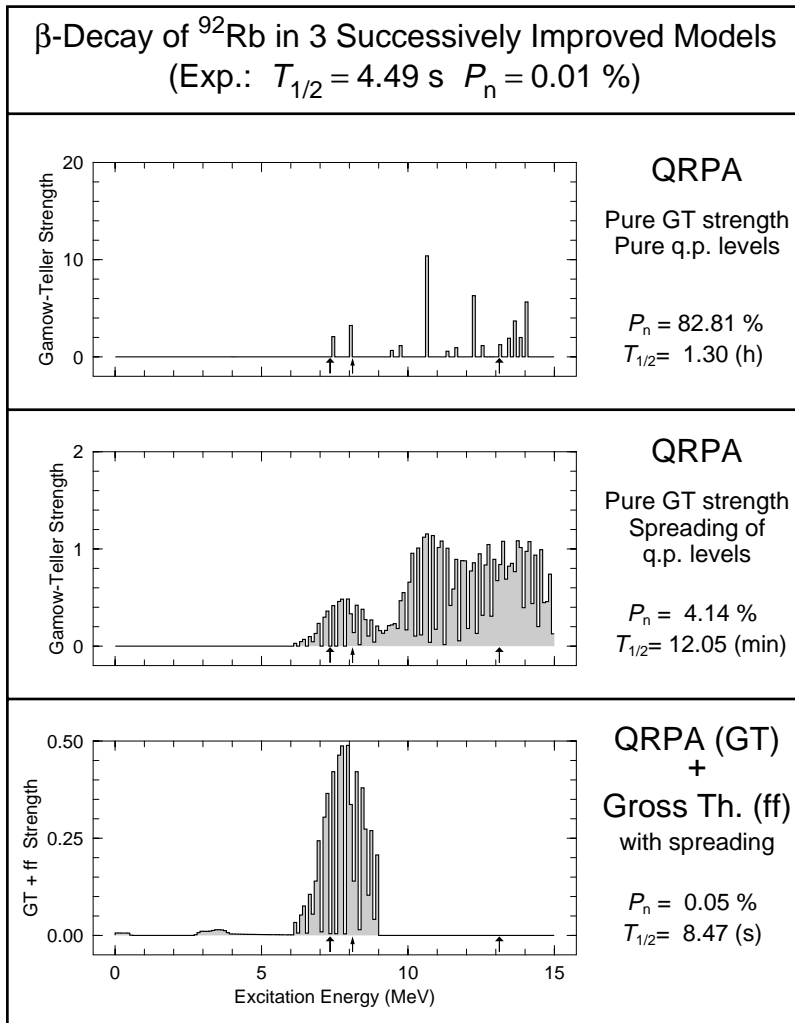 β-Decay of ⁹²Rb in 3 Successively Improved Models
(Exp.: T1/2 = 4.49 s Pn = 0.01 %)
20
10
0
Gamow-Teller Strength
QRPA
Pure GT strength
Pure q.p. levels
Pn = 82.81 %
T1/2= 1.30 (h)
2
1
0
Gamow-Teller Strength
QRPA
Pure GT strength
Spreading of
q.p. levels
Pn = 4.14 %
T1/2= 12.05 (min)
0.50
0.25
0.00
GT + ff Strength
0 5 10 15
Excitation Energy (MeV)
QRPA (GT)
+
Gross Th. (ff)
with spreading
Pn = 0.05 %
T1/2= 8.47 (s)